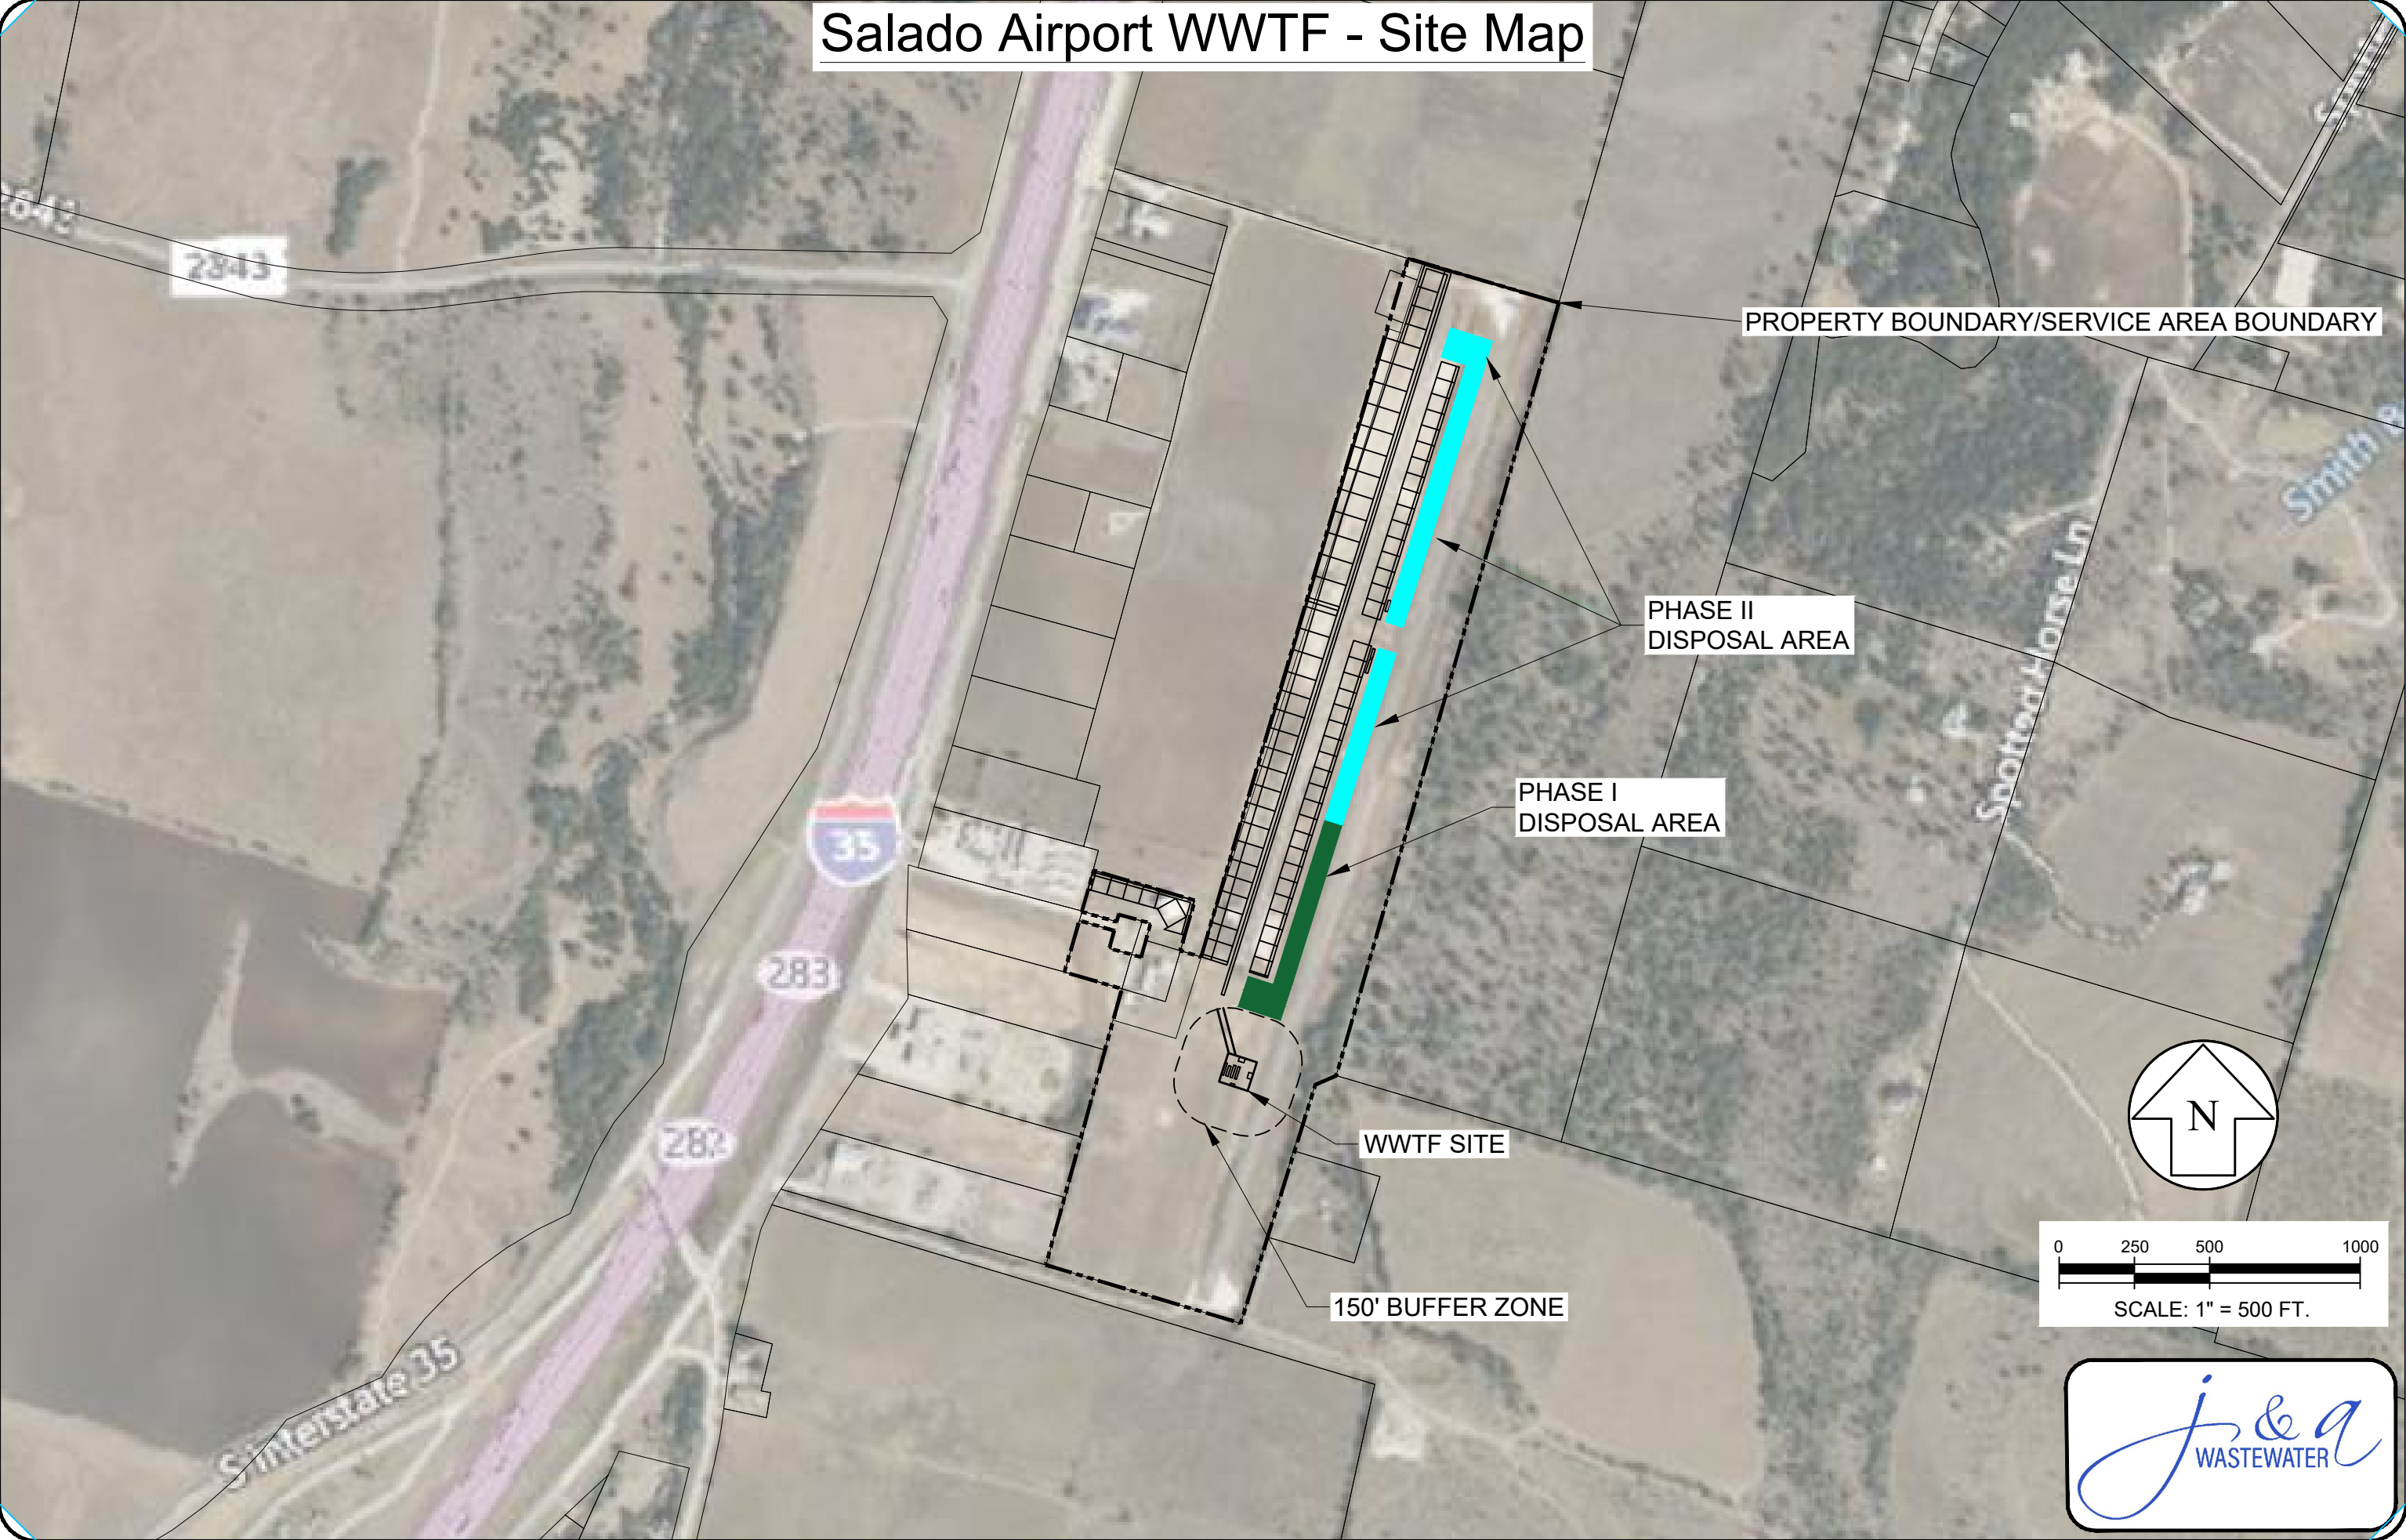 Salado Airport WWTF - Site Map
2843
PROPERTY BOUNDARY/SERVICE AREA BOUNDARY
PHASE II
DISPOSAL AREA
Spotted Horse Ln
PHASE I
DISPOSAL AREA
35
283
282
WWTF SITE
N
150' BUFFER ZONE
0 250 500 1000
SCALE: 1" = 500 FT.
S Interstate 35
j & a
WASTEWATER